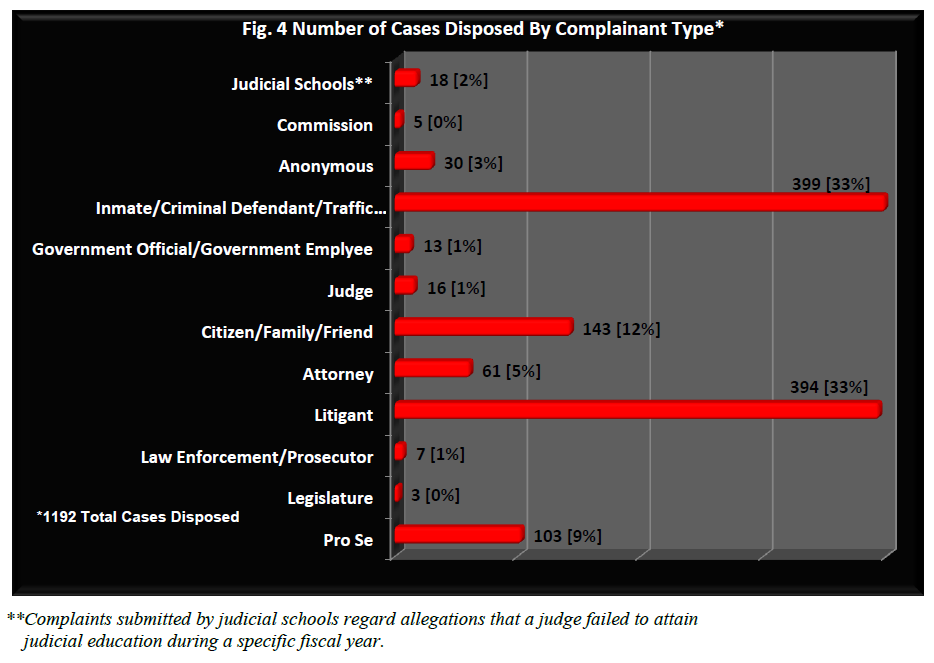 Fig. 4 Number of Cases Disposed By Complainant Type*
Judicial Schools** 18 [2%]
Commission 5 [0%]
Anonymous 30 [3%]
Inmate/Criminal Defendant/Traffic... 399 [33%]
Government Official/Government Emplyee 13 [1%]
Judge 16 [1%]
Citizen/Family/Friend 143 [12%]
Attorney 61 [5%]
Litigant 394 [33%]
Law Enforcement/Prosecutor 7 [1%]
Legislature 3 [0%]
*1192 Total Cases Disposed
Pro Se 103 [9%]
**Complaints submitted by judicial schools regard allegations that a judge failed to attain
judicial education during a specific fiscal year.